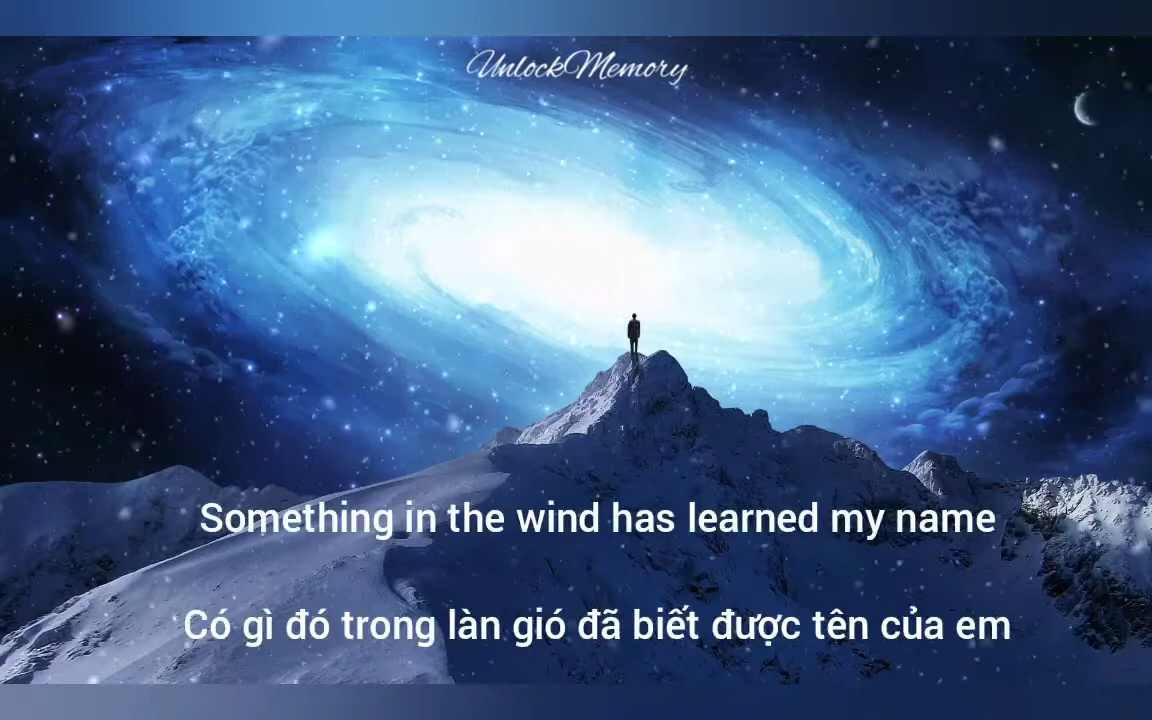 UnlockMemory
Something in the wind has learned my name
Có gì đó trong làn gió đã biết được tên của em